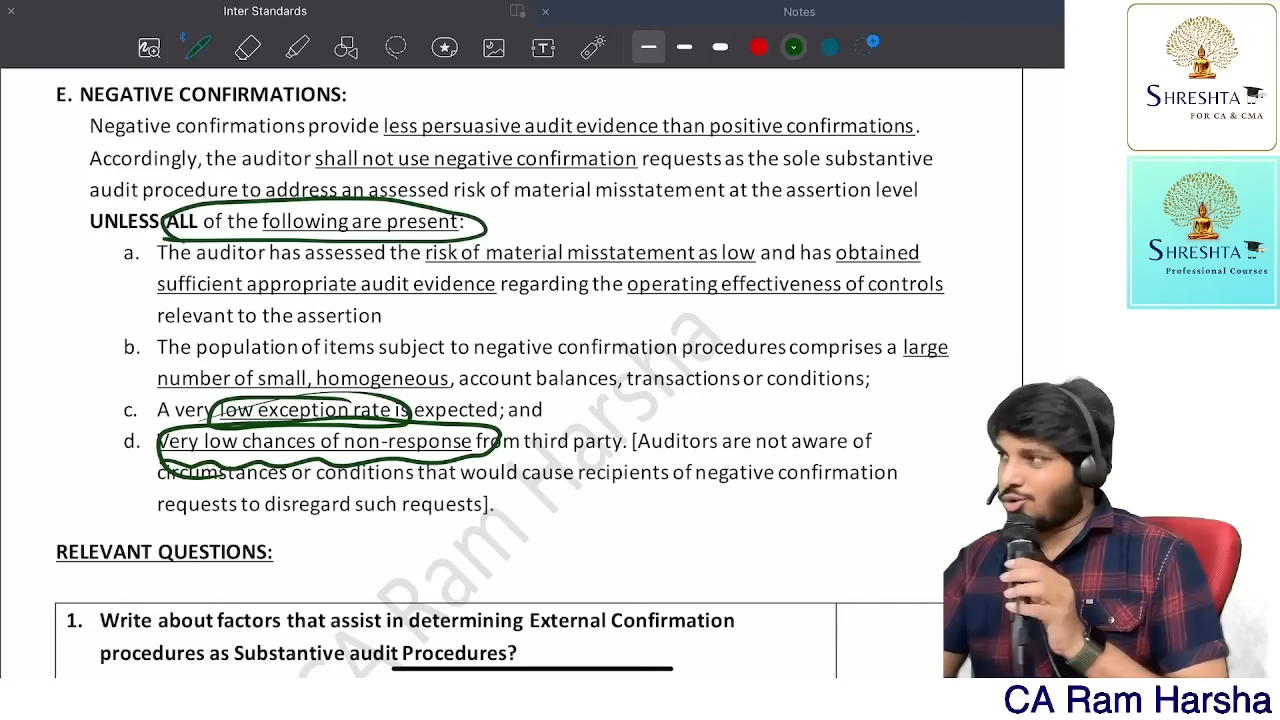 Inter Standards
Notes
E. NEGATIVE CONFIRMATIONS:
Negative confirmations provide less persuasive audit evidence than positive confirmations.
Accordingly, the auditor shall not use negative confirmation requests as the sole substantive
audit procedure to address an assessed risk of material misstatement at the assertion level
UNLESS ALL of the following are present:
a. The auditor has assessed the risk of material misstatement as low and has obtained
sufficient appropriate audit evidence regarding the operating effectiveness of controls
relevant to the assertion
b. The population of items subject to negative confirmation procedures comprises a large
number of small, homogeneous, account balances, transactions or conditions;
c. A very low exception rate is expected; and
d. Very low chances of non-response from third party. [Auditors are not aware of
circumstances or conditions that would cause recipients of negative confirmation
requests to disregard such requests].
RELEVANT QUESTIONS:
1. Write about factors that assist in determining External Confirmation
procedures as Substantive audit Procedures?
CA Ram Harsha
SHRESHTA
FOR CA & CMA
SHRESHTA
Professional Courses
CA Ram Harsha